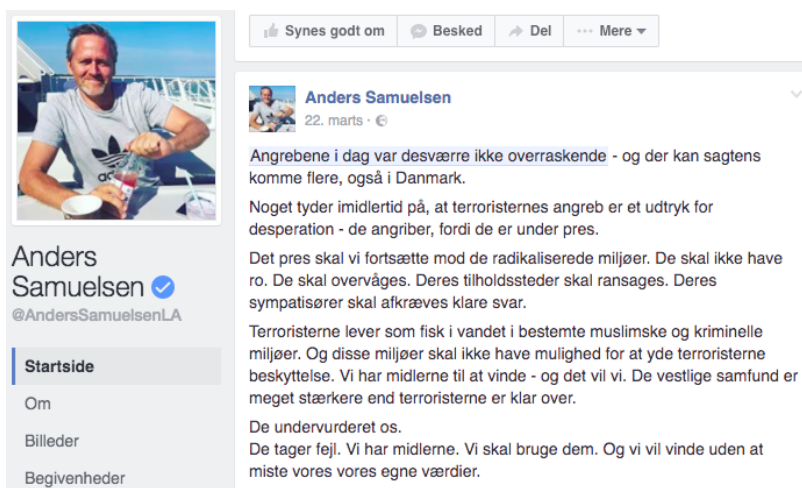 Synes godt om
Besked
Del
Mere
Anders Samuelsen
22. marts
Angrebene i dag var desværre ikke overraskende - og der kan sagtens
komme flere, også i Danmark.
Noget tyder imidlertid på, at terroristernes angreb er et udtryk for
desperation - de angriber, fordi de er under pres.
Det pres skal vi fortsætte mod de radikaliserede miljøer. De skal ikke have
ro. De skal overvåges. Deres tilholdssteder skal ransages. Deres
sympatisører skal afkræves klare svar.
Terroristerne lever som fisk i vandet i bestemte muslimske og kriminelle
miljøer. Og disse miljøer skal ikke have mulighed for at yde terroristerne
beskyttelse. Vi har midlerne til at vinde - og det vil vi. De vestlige samfund er
meget stærkere end terroristerne er klar over.
De undervurderet os.
De tager fejl. Vi har midlerne. Vi skal bruge dem. Og vi vil vinde uden at
miste vores vores egne værdier.
Anders
Samuelsen
@AndersSamuelsenLA
Startside
Om
Billeder
Begivenheder